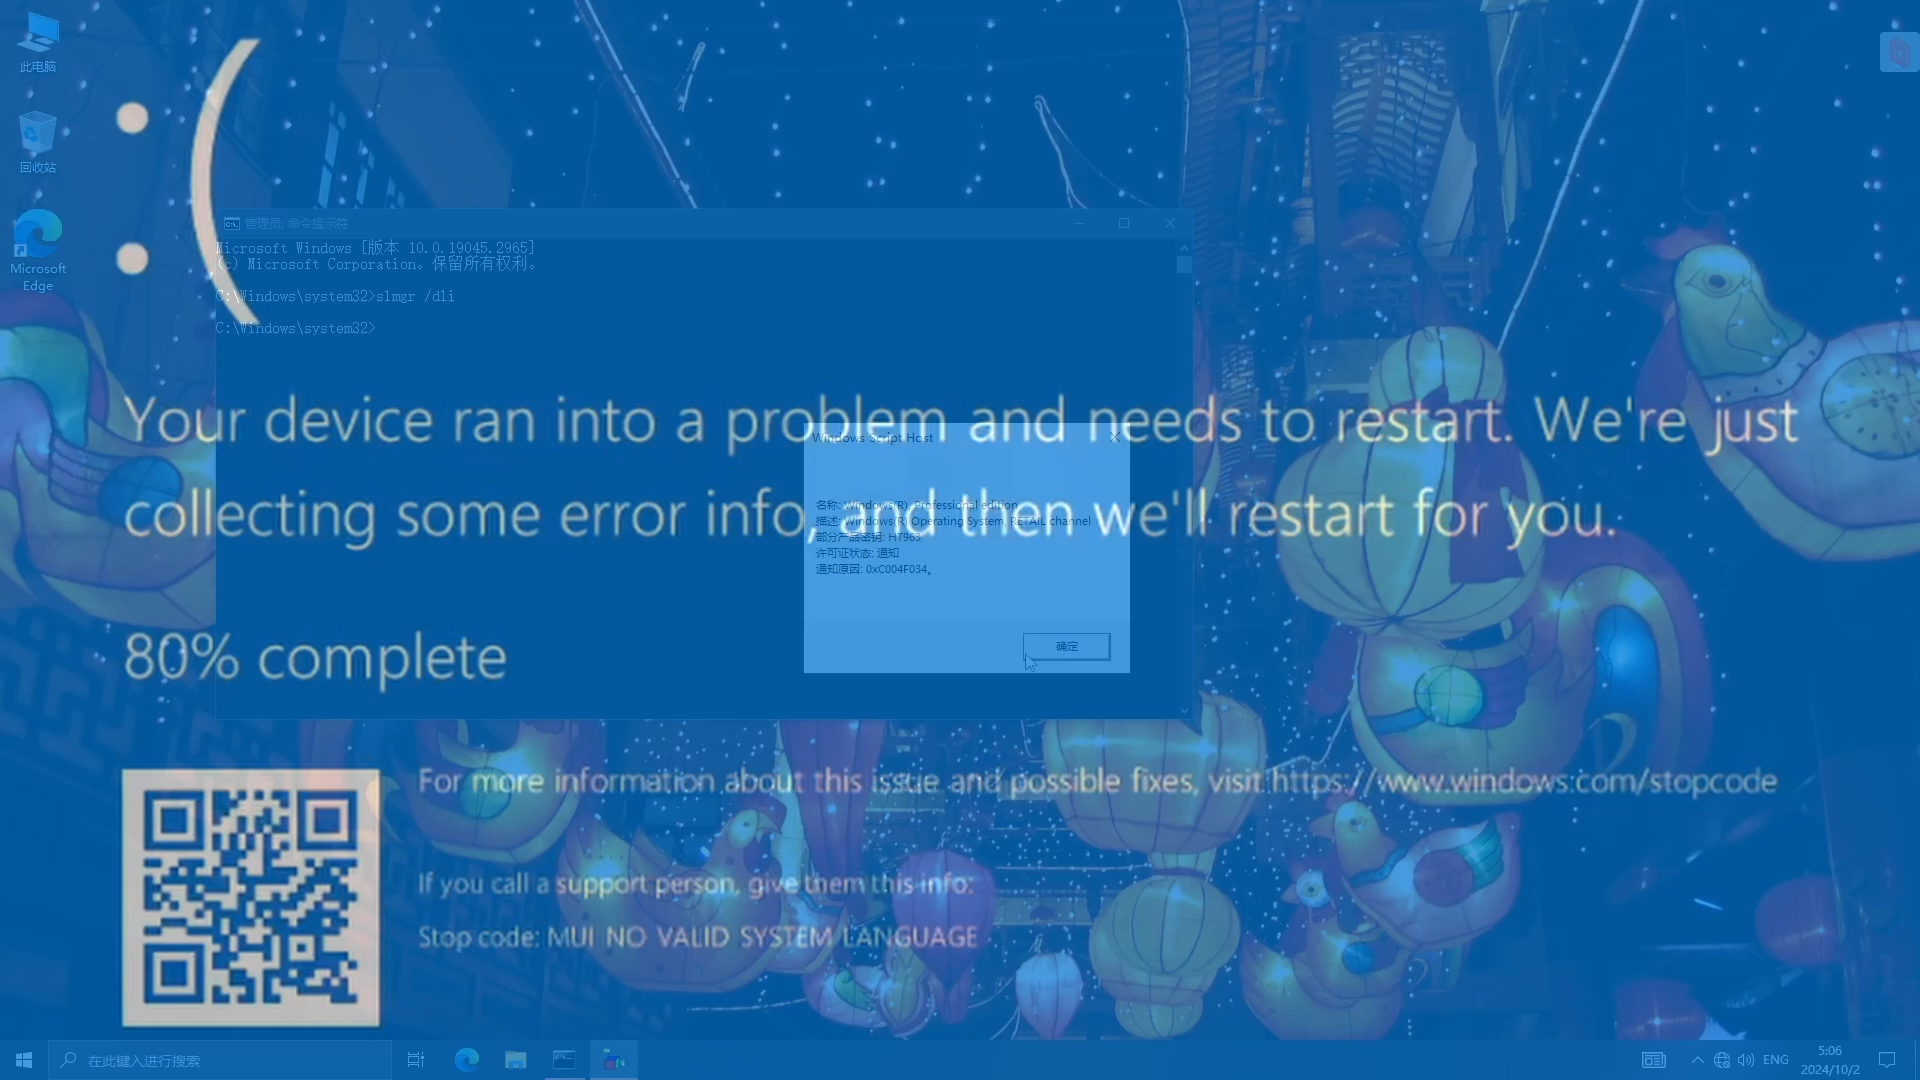 此电脑
回收站
Microsoft
Edge
:(
管理员: 命令提示符
Microsoft Windows [版本 10.0.19045.2965]
(c) Microsoft Corporation。保留所有权利。
C:\Windows\system32>slmgr /dli
C:\Windows\system32>
Your device ran into a problem and needs to restart. We're just
collecting some error info, and then we'll restart for you.
80% complete
Windows Script Host
名称: Windows(R), Professional edition
描述: Windows(R) Operating System, RETAIL channel
部分产品密钥: HT963
许可证状态: 通知
通知原因: 0xC004F034。
确定
For more information about this issue and possible fixes, visit https://www.windows.com/stopcode
If you call a support person, give them this info:
Stop code: MUI NO VALID SYSTEM LANGUAGE
在此键入进行搜索
ENG
5:06
2024/10/2